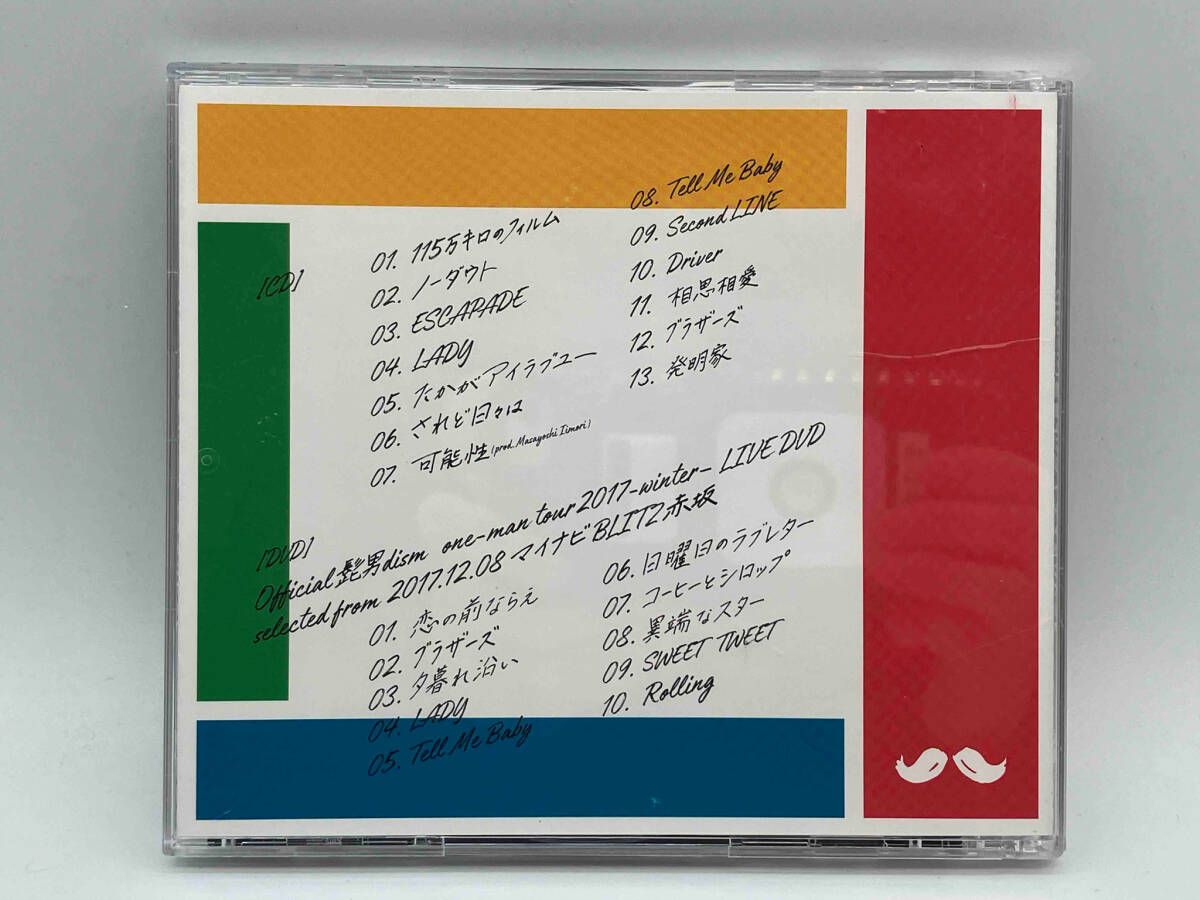 [CD]
01. 115万キロのフィルム
02. ノーダウト
03. ESCAPADE
04. LADY
05. たかがアイラブユー
06. されど日々は
07. 可能性 (prod. Masayoshi Iimori)
08. Tell Me Baby
09. Second LINE
10. Driver
11. 相思相愛
12. ブラザーズ
13. 発明家
[DVD]
Official髭男dism one-man tour 2017-winter- LIVE DVD
selected from 2017.12.08 マイナビBLITZ赤坂
01. 恋の前ならえ
02. ブラザーズ
03. 夕暮れ沿い
04. LADY
05. Tell Me Baby
06. 日曜日のラブレター
07. コーヒーとシロップ
08. 異端なスター
09. SWEET TWEET
10. Rolling